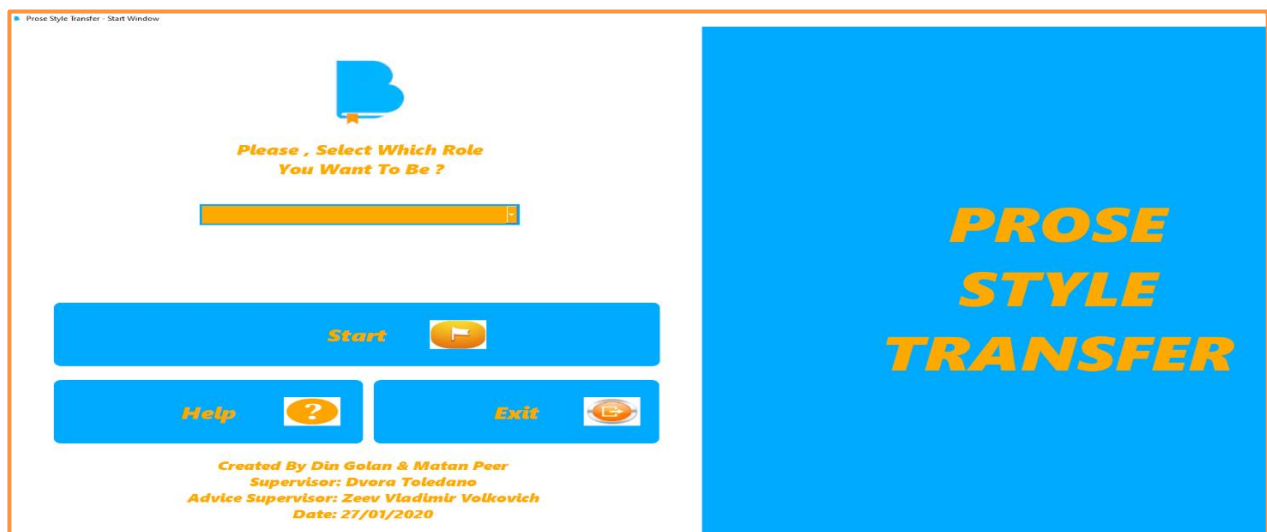 Prose Style Transfer - Start Window
Please , Select Which Role
You Want To Be ?
Start
Help
Exit
Created By Din Golan & Matan Peer
Supervisor: Dvora Toledano
Advice Supervisor: Zeev Vladimir Volkovich
Date: 27/01/2020
PROSE
STYLE
TRANSFER